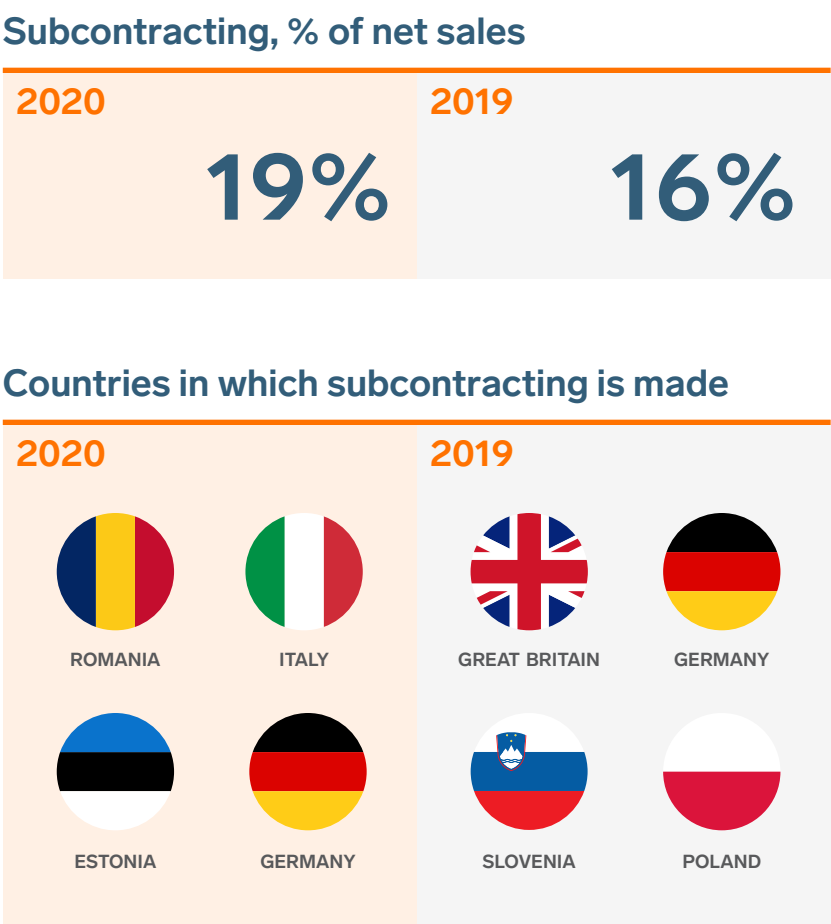 Subcontracting, % of net sales
2020
2019
19%
16%
Countries in which subcontracting is made
2020
2019
ROMANIA
ITALY
GREAT BRITAIN
GERMANY
ESTONIA
GERMANY
SLOVENIA
POLAND